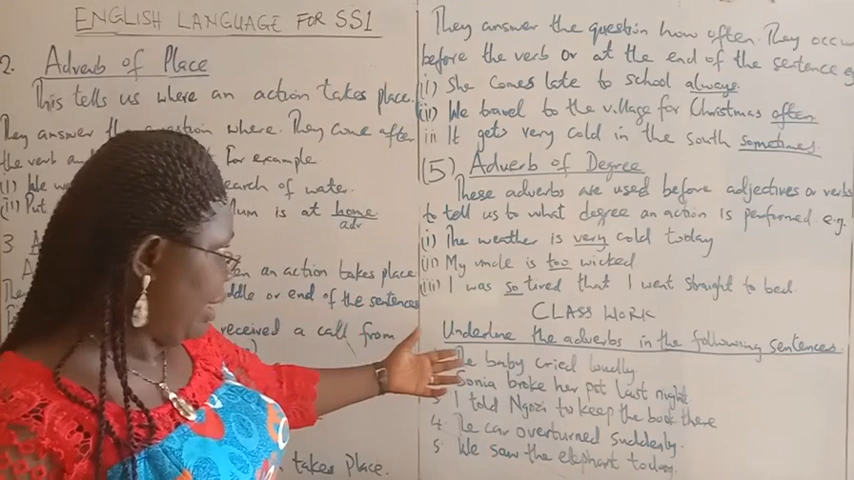 ENGLISH LANGUAGE FOR SS1
2. Adverb of Place
This tells us where an action takes place.
They answer the question where. They come after
the verb and For example
(i) We earch of water.
(ii) Put um is at home
adv
3
an an action takes place
ddle or end of the sentences
received a call from
takes place.
They answer the question how often. They occur
before the verb or at the end of the sentence eg
(i) She comes late to school always.
(ii) We travel to the village for Christmas often
iii It gets very cold in the south sometimes
(5) Adverb of Degree
These adverbs are used before adjectives or verbs
to tell us to what degree an action is performed e.g.
(i) The weather is very cold today
(ii) My uncle is too wicked
(iii) I was so tired that I went straight to bed.
CLASS WORK
Underline the adverbs in the following sentences
The baby cried loudly
Sonia broke her pot last night
3 I told Ngozi to keep the book there
4 The car overturned suddenly.
5 We saw the elephant today.